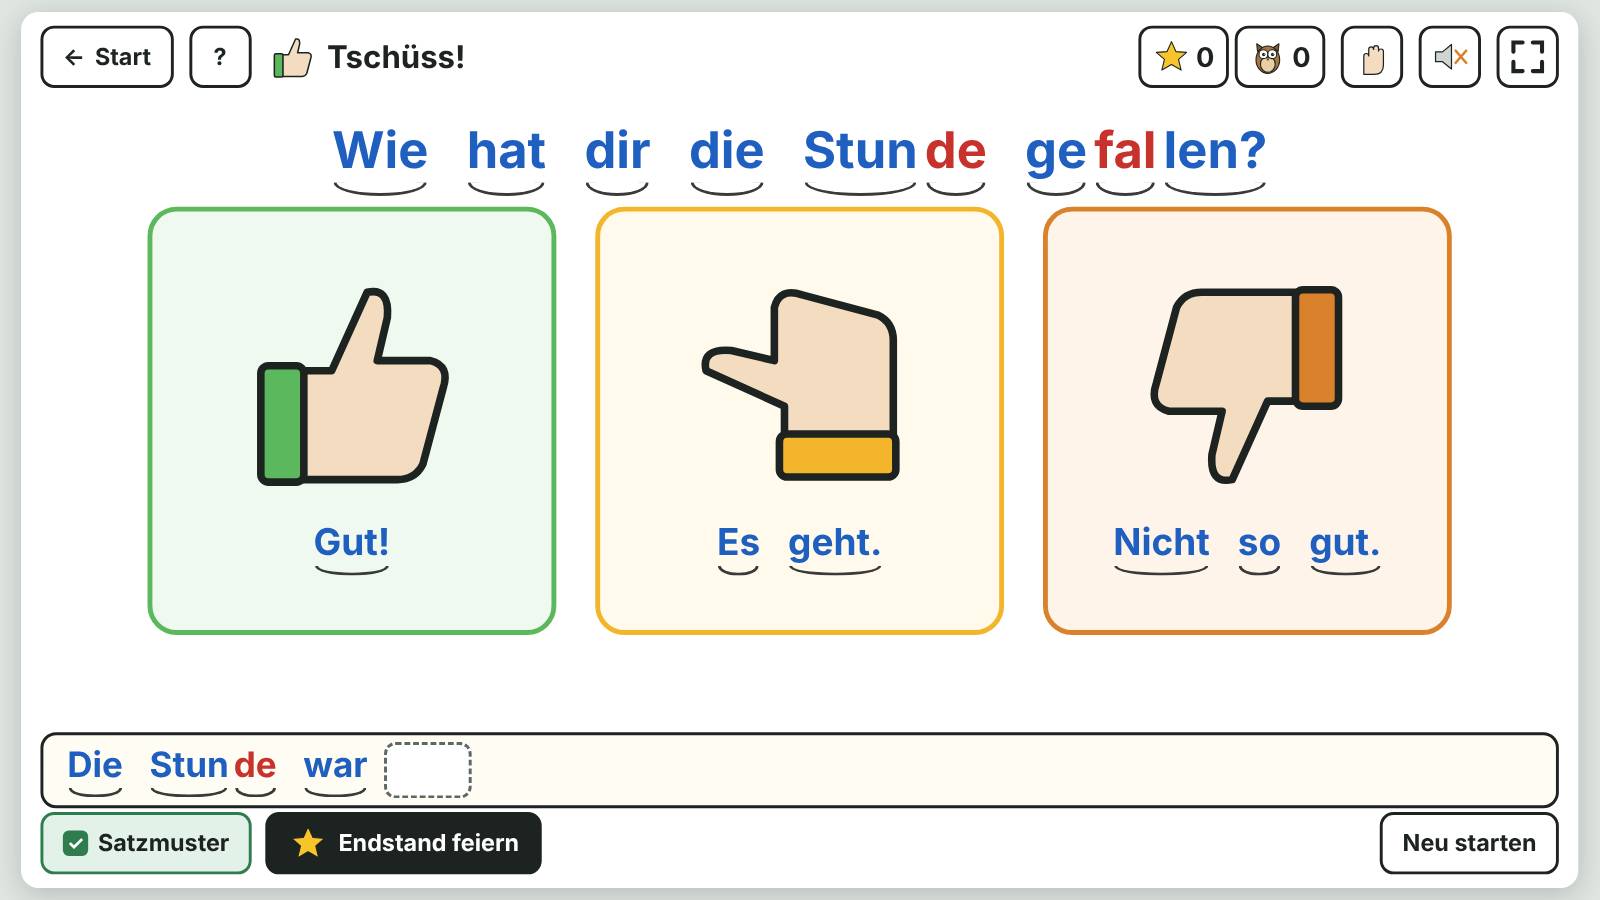 ← Start
?
Tschüss!
0
0
Wie hat dir die Stunde gefallen?
Gut!
Es geht.
Nicht so gut.
Die Stunde war
Satzmuster
Endstand feiern
Neu starten